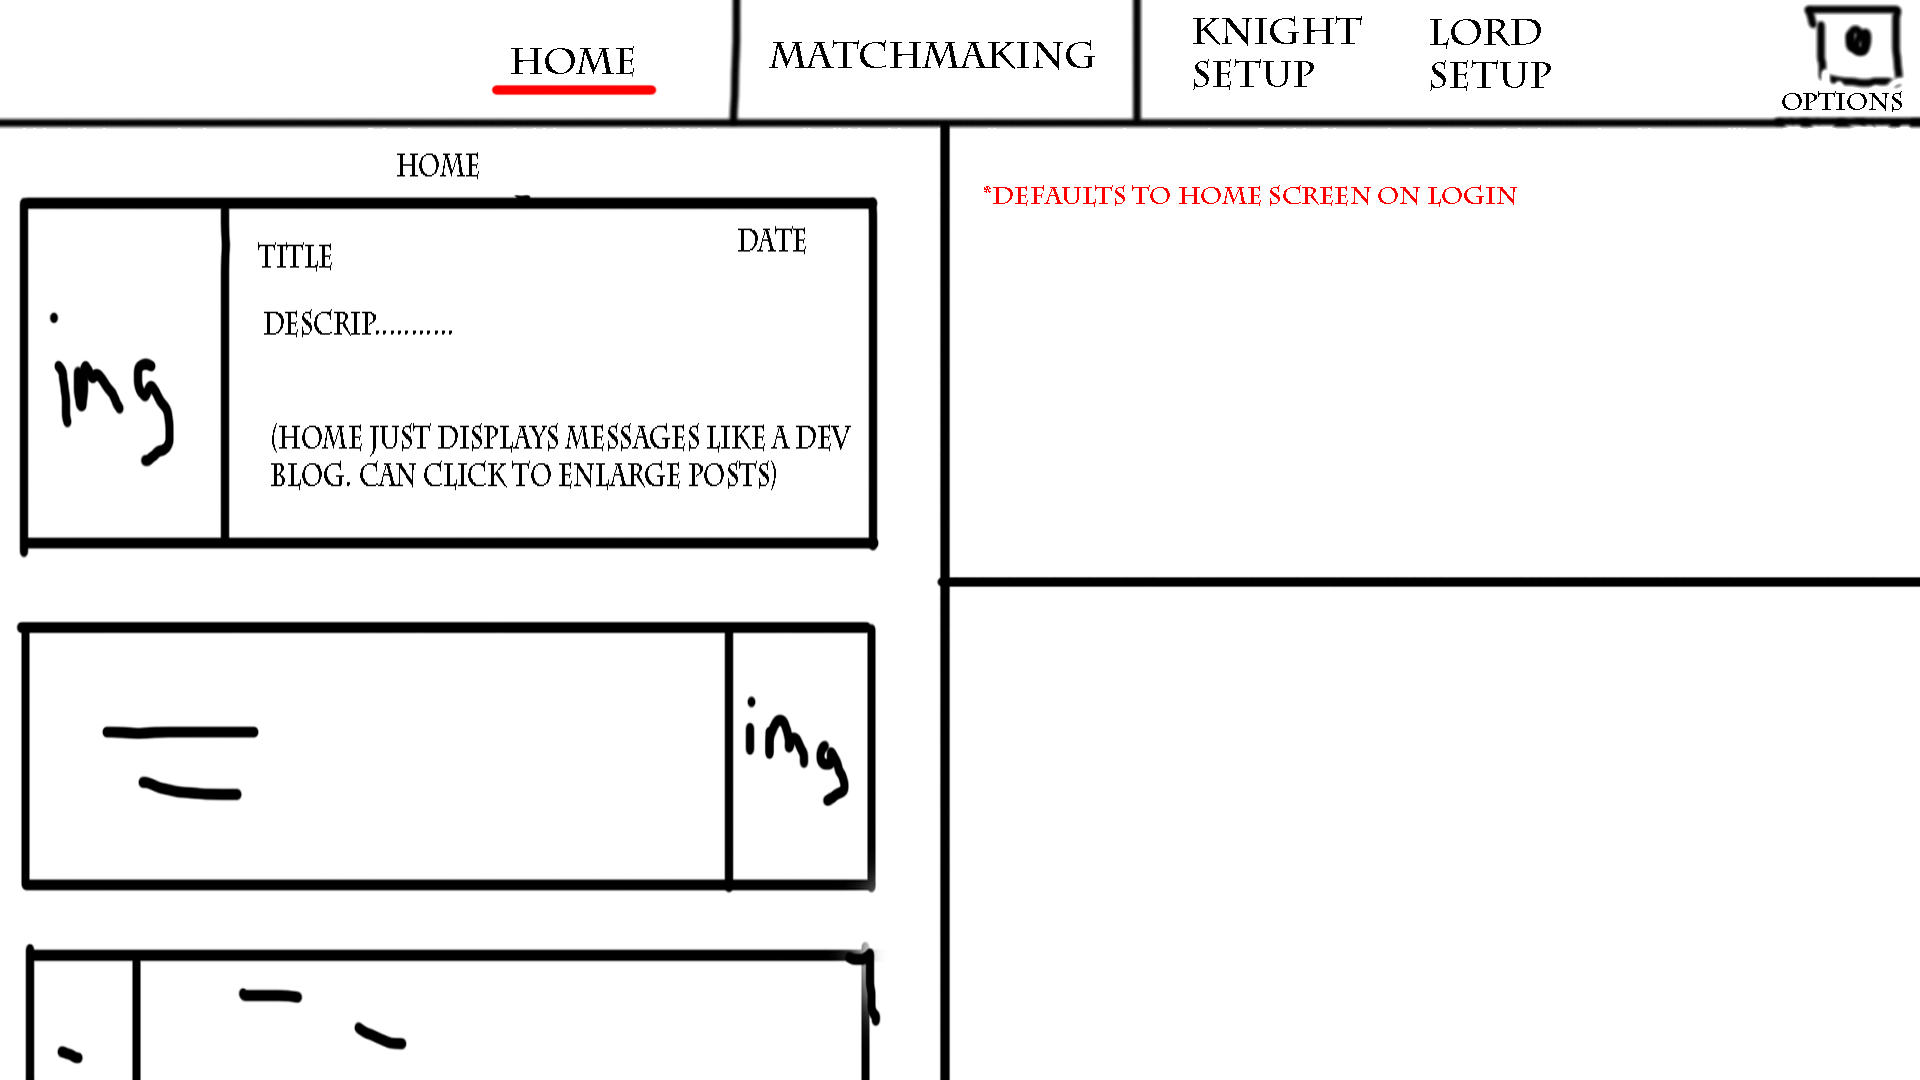 HOME
MATCHMAKING
KNIGHT
SETUP
LORD
SETUP
OPTIONS
HOME
*DEFAULTS TO HOME SCREEN ON LOGIN
TITLE
DATE
DESCRIP...........
img
(HOME JUST DISPLAYS MESSAGES LIKE A DEV
BLOG. CAN CLICK TO ENLARGE POSTS)
img